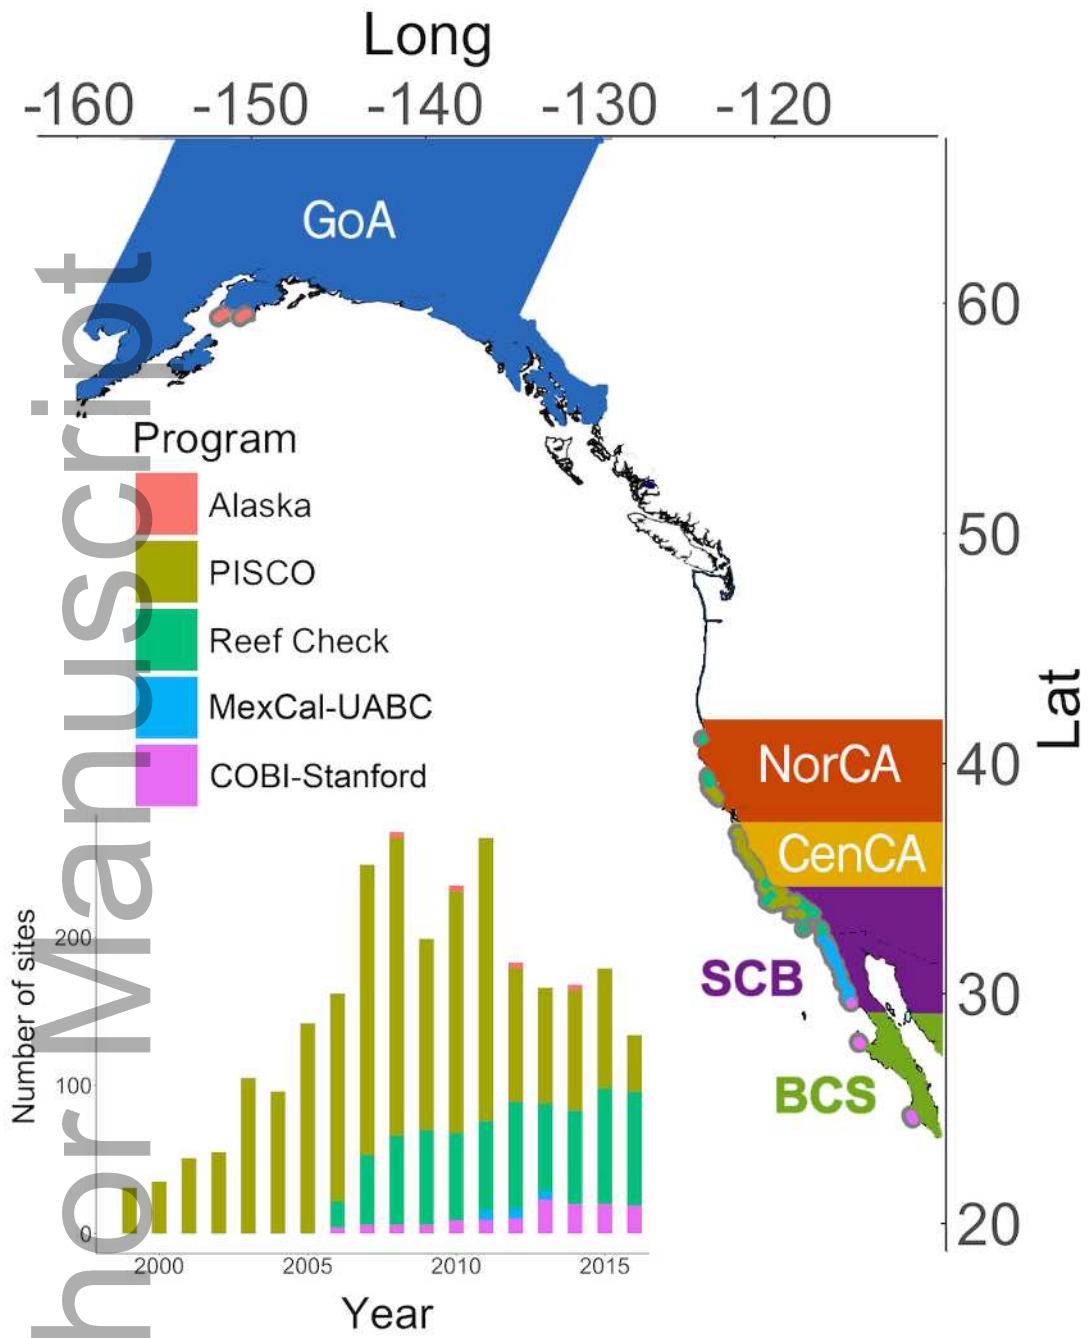 Long
-160 -150 -140 -130 -120
GoA
60
Program
Alaska
50
PISCO
Reef Check
MexCal-UABC
COBI-Stanford
Lat
NorCA
40
CenCA
SCB
30
BCS
20
Number of sites
200
100
0
2000 2005 2010 2015
Year
hor Manuscript